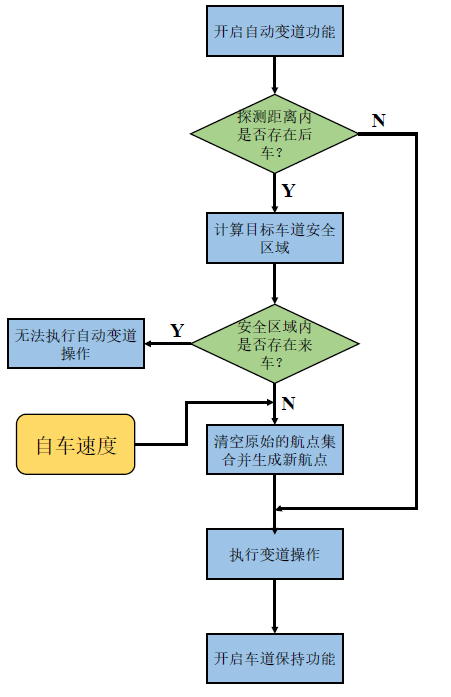 开启自动变道功能
探测距离内
是否存在后
车？
N
Y
计算目标车道安全
区域
安全区域内
是否存在来
车？
Y
无法执行自动变道
操作
N
自车速度
清空原始的航点集
合并生成新航点
执行变道操作
开启车道保持功能